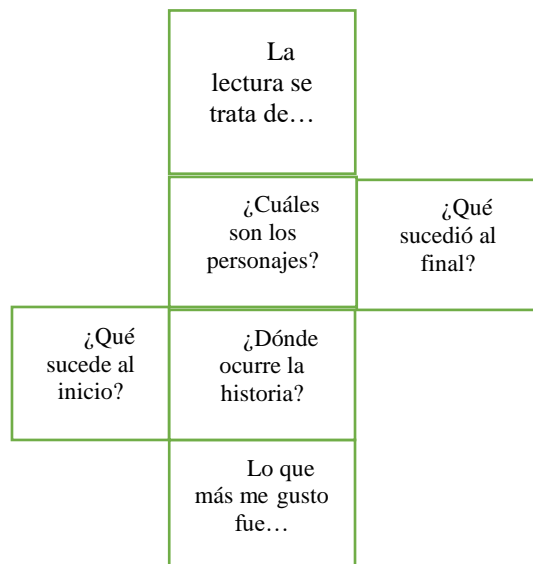 La
lectura se
trata de…
¿Cuáles
son los
personajes?
¿Qué
sucedió al
final?
¿Qué
sucede al
inicio?
¿Dónde
ocurre la
historia?
Lo que
más me gusto
fue…